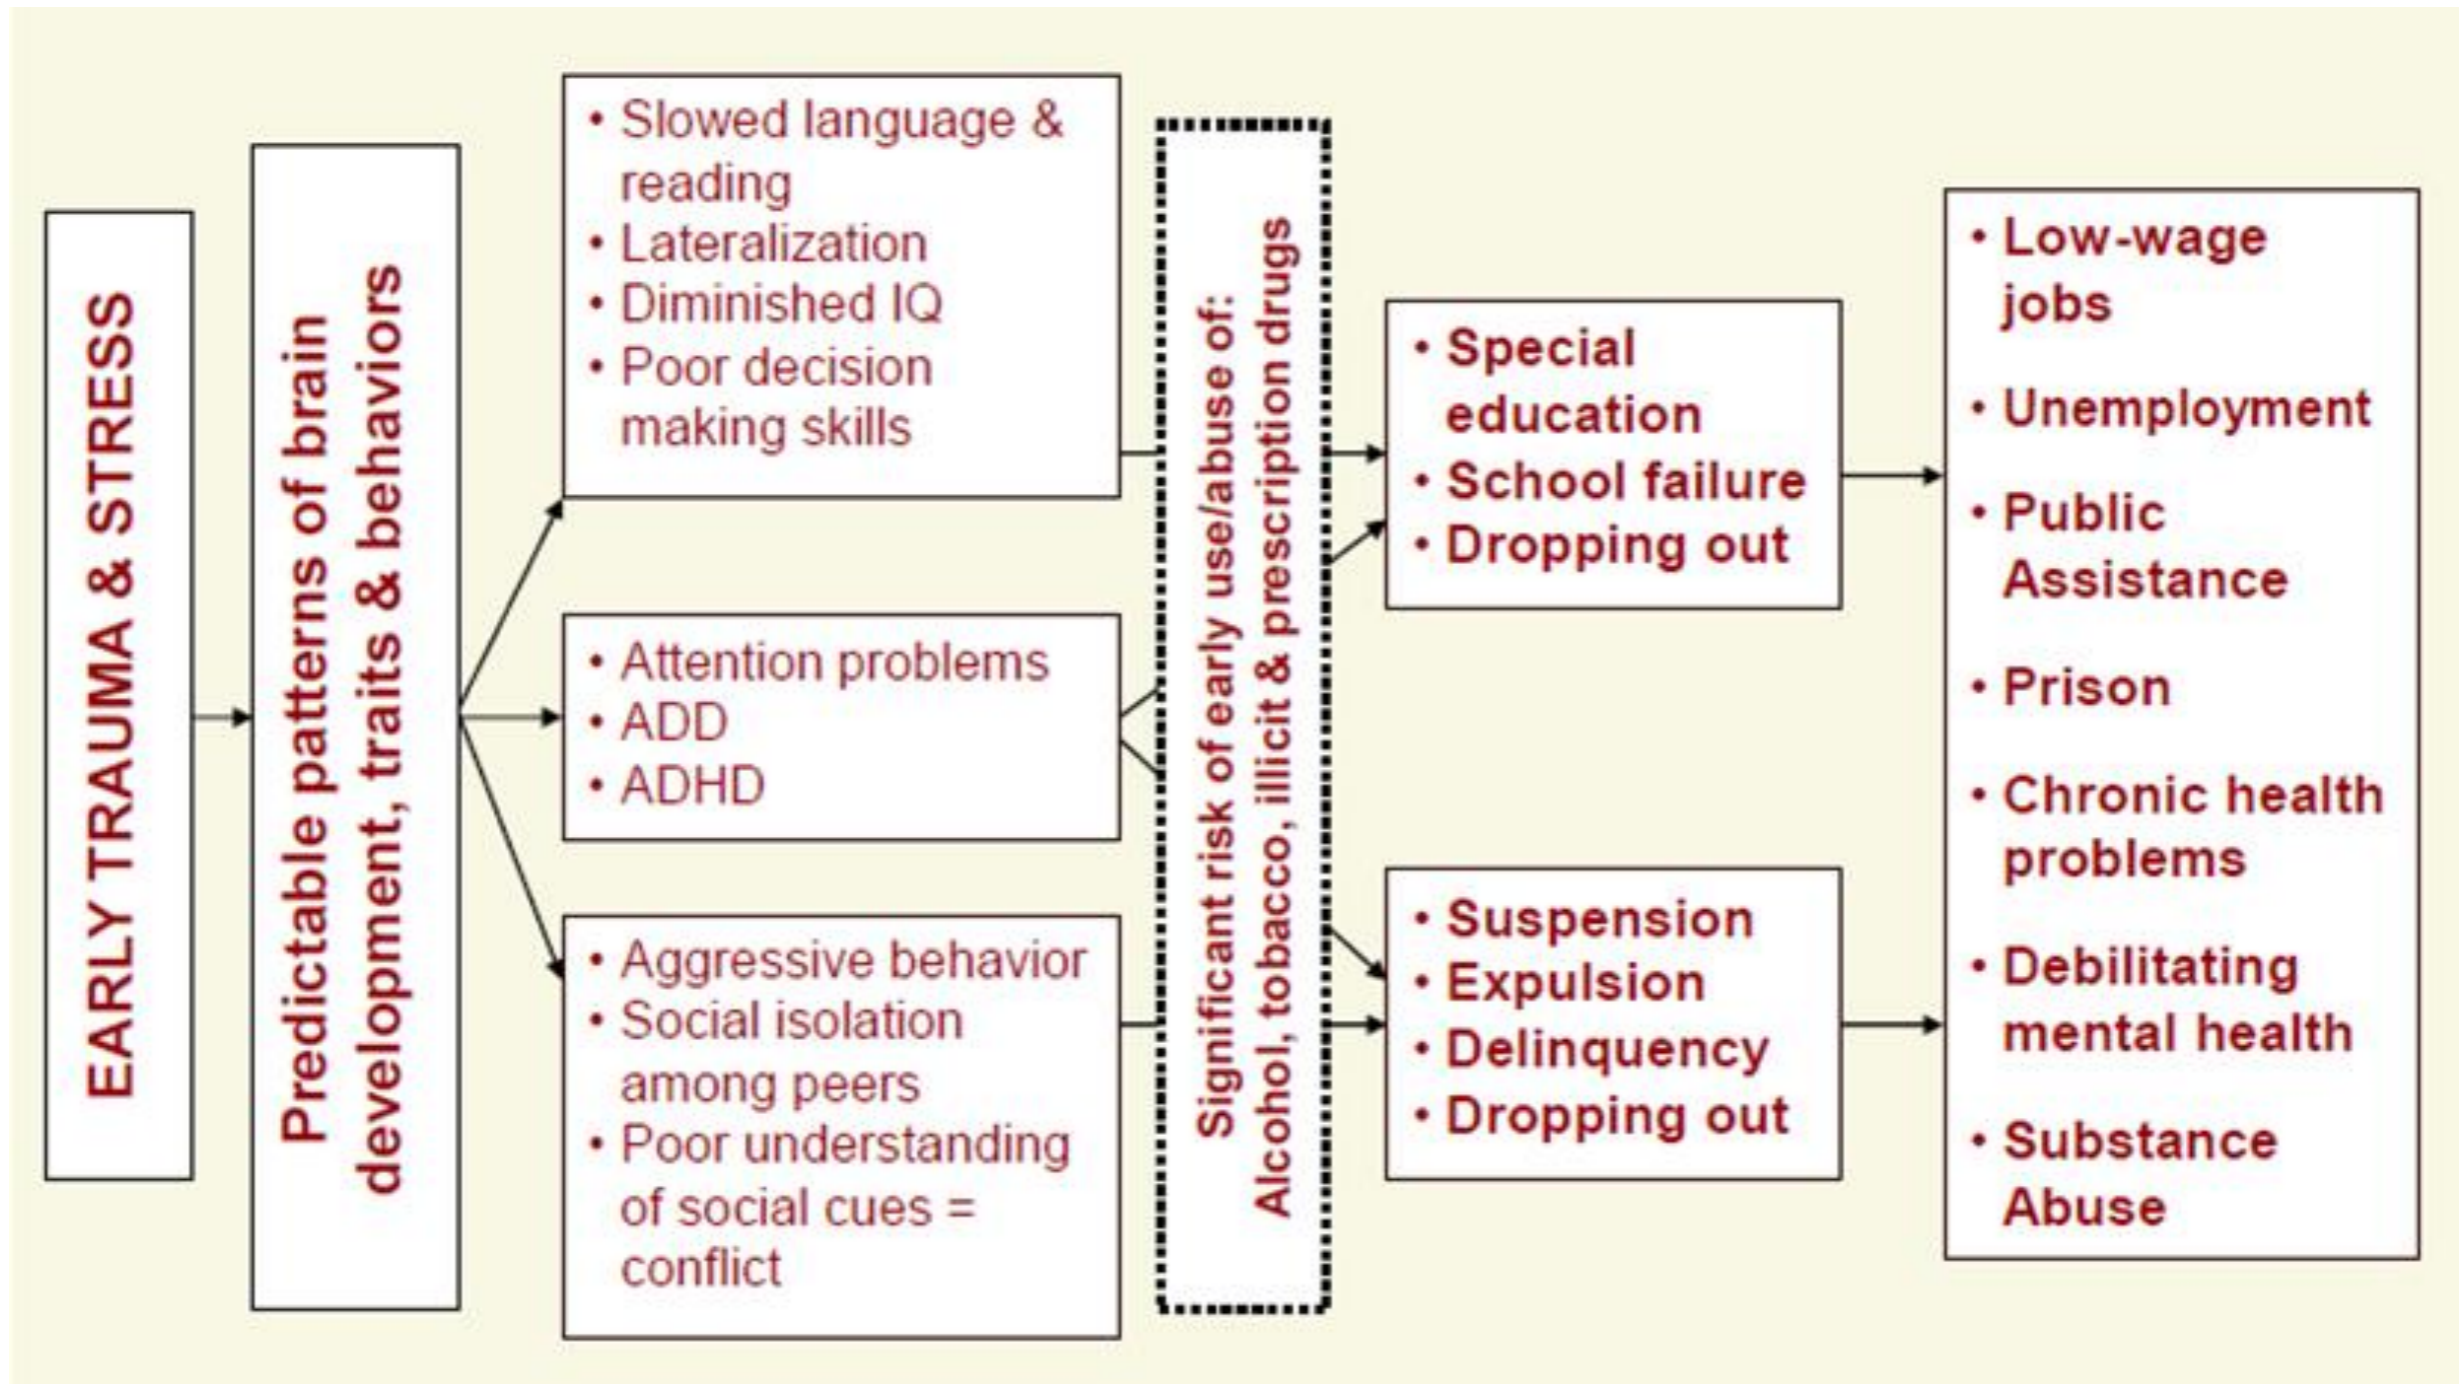 EARLY TRAUMA & STRESS
Predictable patterns of brain
development, traits & behaviors
• Slowed language &
reading
• Lateralization
• Diminished IQ
• Poor decision
making skills
• Attention problems
• ADD
• ADHD
• Aggressive behavior
• Social isolation
among peers
• Poor understanding
of social cues =
conflict
Significant risk of early use/abuse of:
Alcohol, tobacco, illicit & prescription drugs
• Special
education
• School failure
• Dropping out
• Suspension
• Expulsion
• Delinquency
• Dropping out
• Low-wage
jobs
• Unemployment
• Public
Assistance
• Prison
• Chronic health
problems
• Debilitating
mental health
• Substance
Abuse